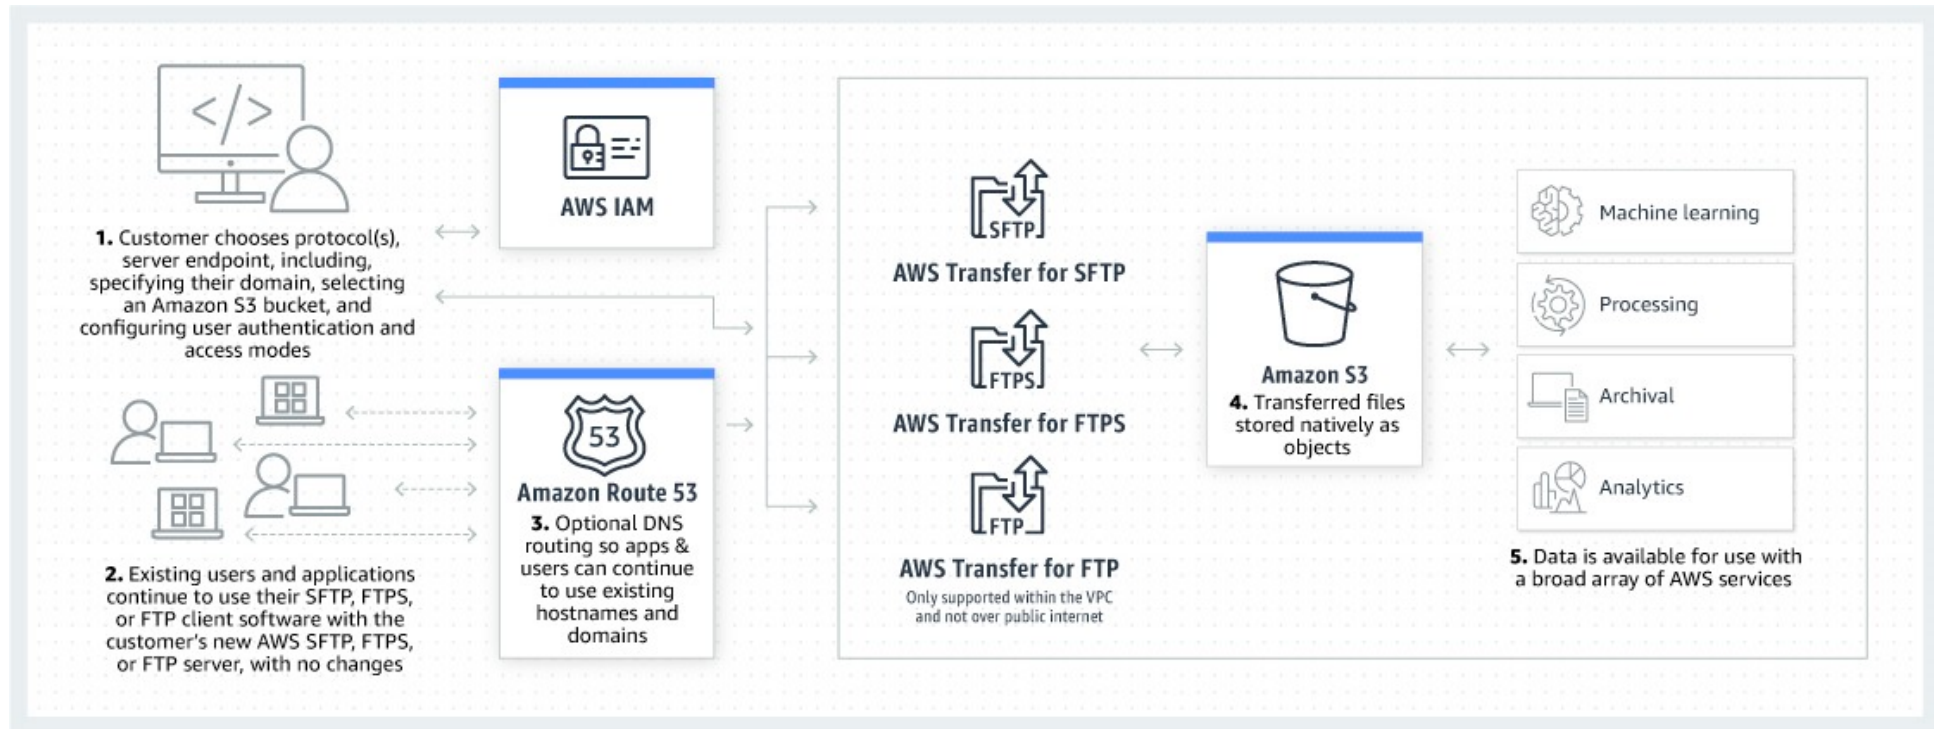 </>
1. Customer chooses protocol(s),
server endpoint, including,
specifying their domain, selecting
an Amazon S3 bucket, and
configuring user authentication and
access modes
2. Existing users and applications
continue to use their SFTP, FTPS,
or FTP client software with the
customer's new AWS SFTP, FTPS,
or FTP server, with no changes
AWS IAM
53
Amazon Route 53
3. Optional DNS
routing so apps &
users can continue
to use existing
hostnames and
domains
SFTP
AWS Transfer for SFTP
FTPS
AWS Transfer for FTPS
FTP
AWS Transfer for FTP
Only supported within the VPC
and not over public internet
Amazon S3
4. Transferred files
stored natively as
objects
Machine learning
Processing
Archival
Analytics
5. Data is available for use with
a broad array of AWS services